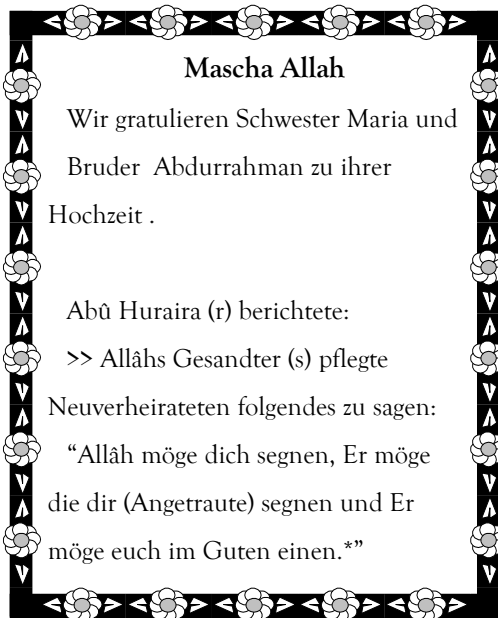 Mascha Allah
Wir gratulieren Schwester Maria und
Bruder Abdurrahman zu ihrer
Hochzeit .
Abû Huraira (r) berichtete:
>> Allâhs Gesandter (s) pflegte
Neuverheirateten folgendes zu sagen:
“Allâh möge dich segnen, Er möge
die dir (Angetraute) segnen und Er
möge euch im Guten einen.*”